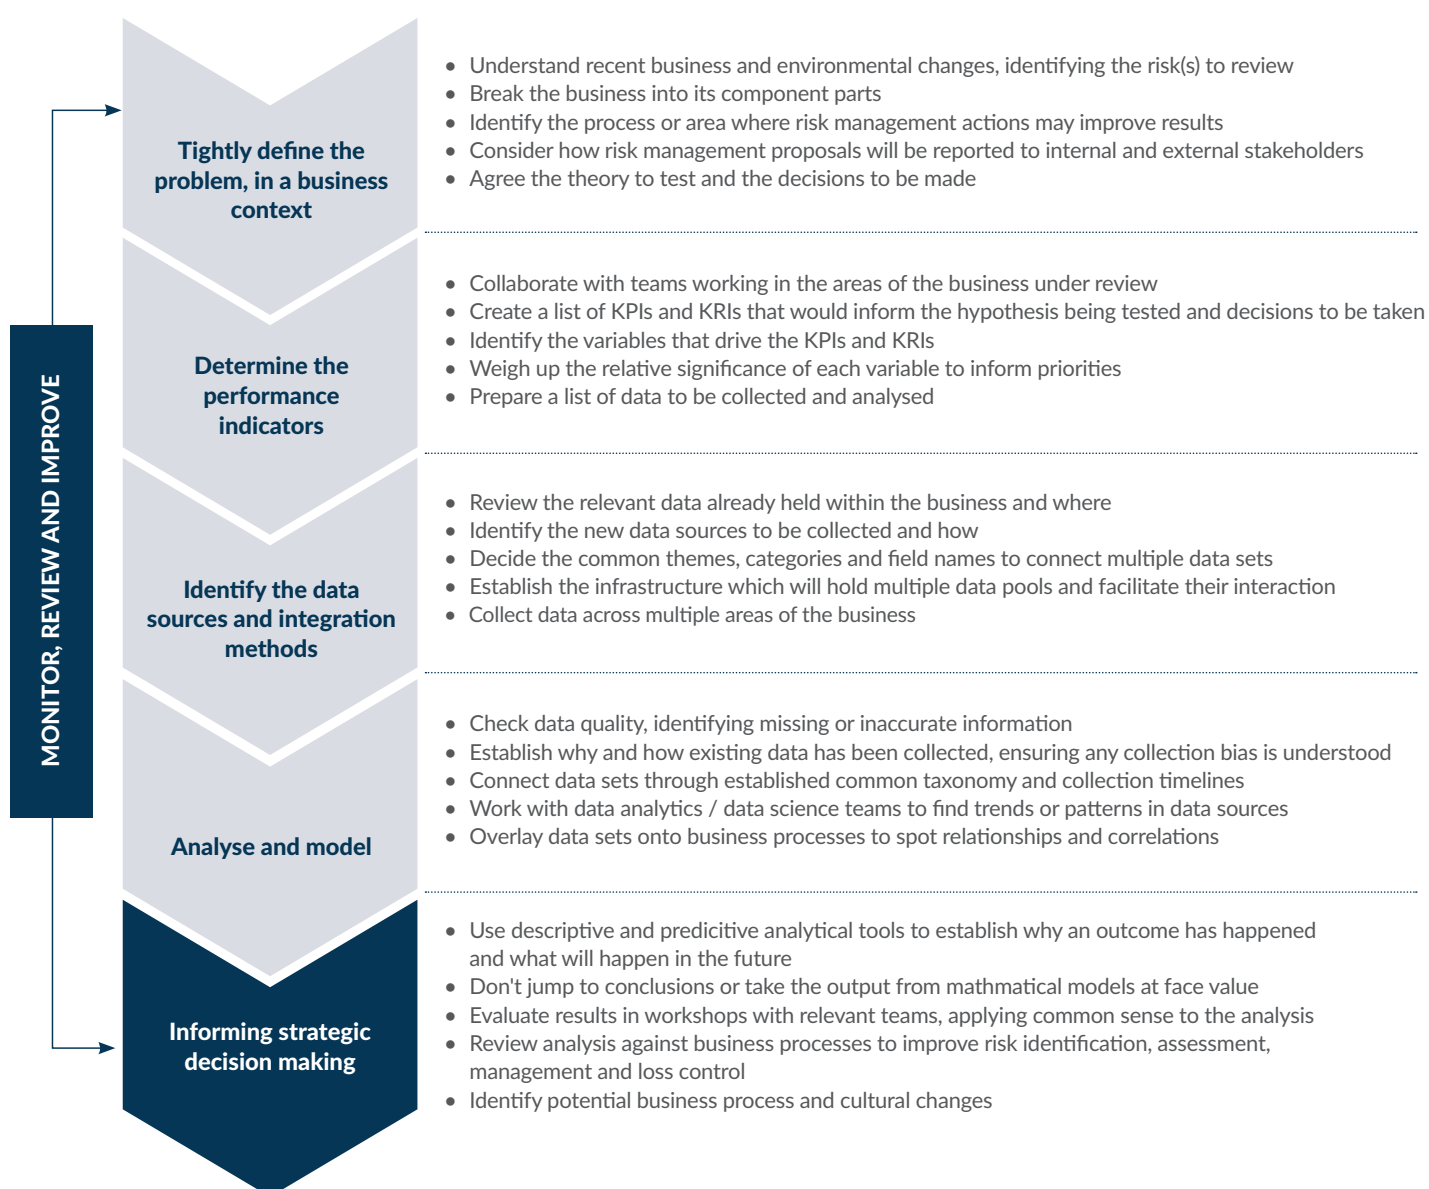 MONITOR, REVIEW AND IMPROVE
Tightly define the
problem, in a business
context
• Understand recent business and environmental changes, identifying the risk(s) to review
• Break the business into its component parts
• Identify the process or area where risk management actions may improve results
• Consider how risk management proposals will be reported to internal and external stakeholders
• Agree the theory to test and the decisions to be made
Determine the
performance
indicators
• Collaborate with teams working in the areas of the business under review
• Create a list of KPIs and KRIs that would inform the hypothesis being tested and decisions to be taken
• Identify the variables that drive the KPIs and KRIs
• Weigh up the relative significance of each variable to inform priorities
• Prepare a list of data to be collected and analysed
Identify the data
sources and integration
methods
• Review the relevant data already held within the business and where
• Identify the new data sources to be collected and how
• Decide the common themes, categories and field names to connect multiple data sets
• Establish the infrastructure which will hold multiple data pools and facilitate their interaction
• Collect data across multiple areas of the business
Analyse and model
• Check data quality, identifying missing or inaccurate information
• Establish why and how existing data has been collected, ensuring any collection bias is understood
• Connect data sets through established common taxonomy and collection timelines
• Work with data analytics / data science teams to find trends or patterns in data sources
• Overlay data sets onto business processes to spot relationships and correlations
Informing strategic
decision making
• Use descriptive and predicitive analytical tools to establish why an outcome has happened
and what will happen in the future
• Don't jump to conclusions or take the output from mathmatical models at face value
• Evaluate results in workshops with relevant teams, applying common sense to the analysis
• Review analysis against business processes to improve risk identification, assessment,
management and loss control
• Identify potential business process and cultural changes